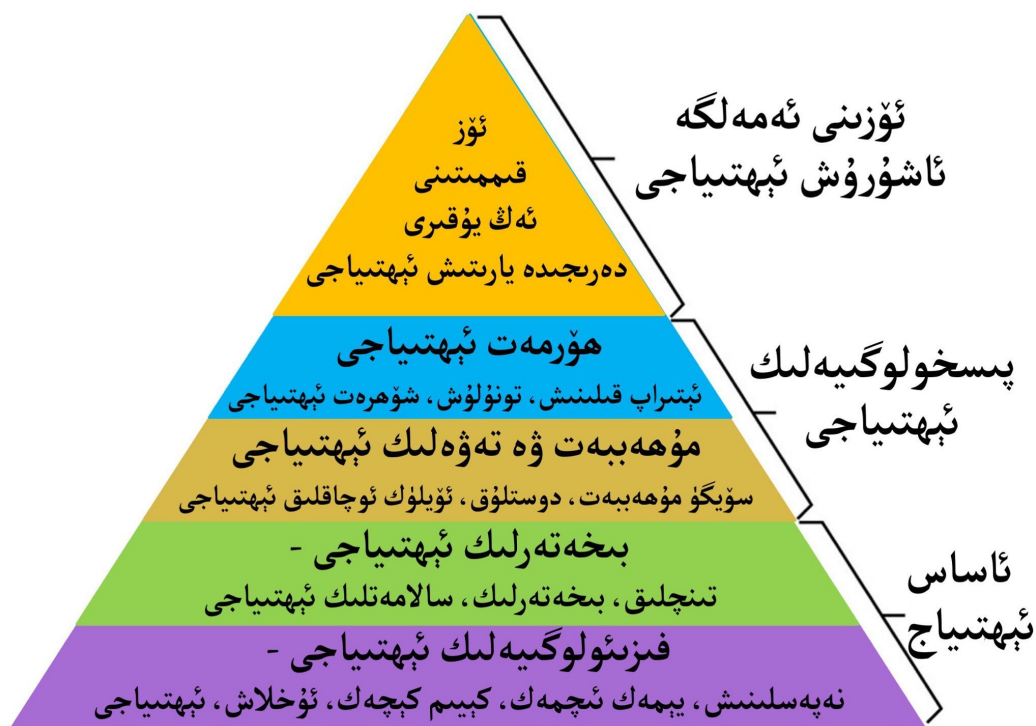 ئۆز
قىممىتىنى
ئەڭ يۇقىرى
دەرىجىدە يارىتىش ئېھتىياجى
ئۆزىنى ئەمەلگە
ئاشۇرۇش ئېھتىياجى
ھۆرمەت ئېھتىياجى
ئېتىراپ قىلىنىش، تونۇلۇش، شۆھرەت ئېھتىياجى
مۇھەببەت ۋە تەۋەلىك ئېھتىياجى
سۆيگۈ مۇھەببەت، دوستلۇق، ئۆيلۈك ئوچاقلىق ئېھتىياجى
پىسخولوگىيەلىك
ئېھتىياجى
بىخەتەرلىك ئېھتىياجى -
تىنچلىق، بىخەتەرلىك، سالامەتلىك ئېھتىياجى
فىزىئولوگىيەلىك ئېھتىياجى -
نەپەسلىنىش، يېمەك ئىچمەك، كېيىم كېچەك، ئۇخلاش، ئېھتىياجى
ئاساس
ئېھتىياج